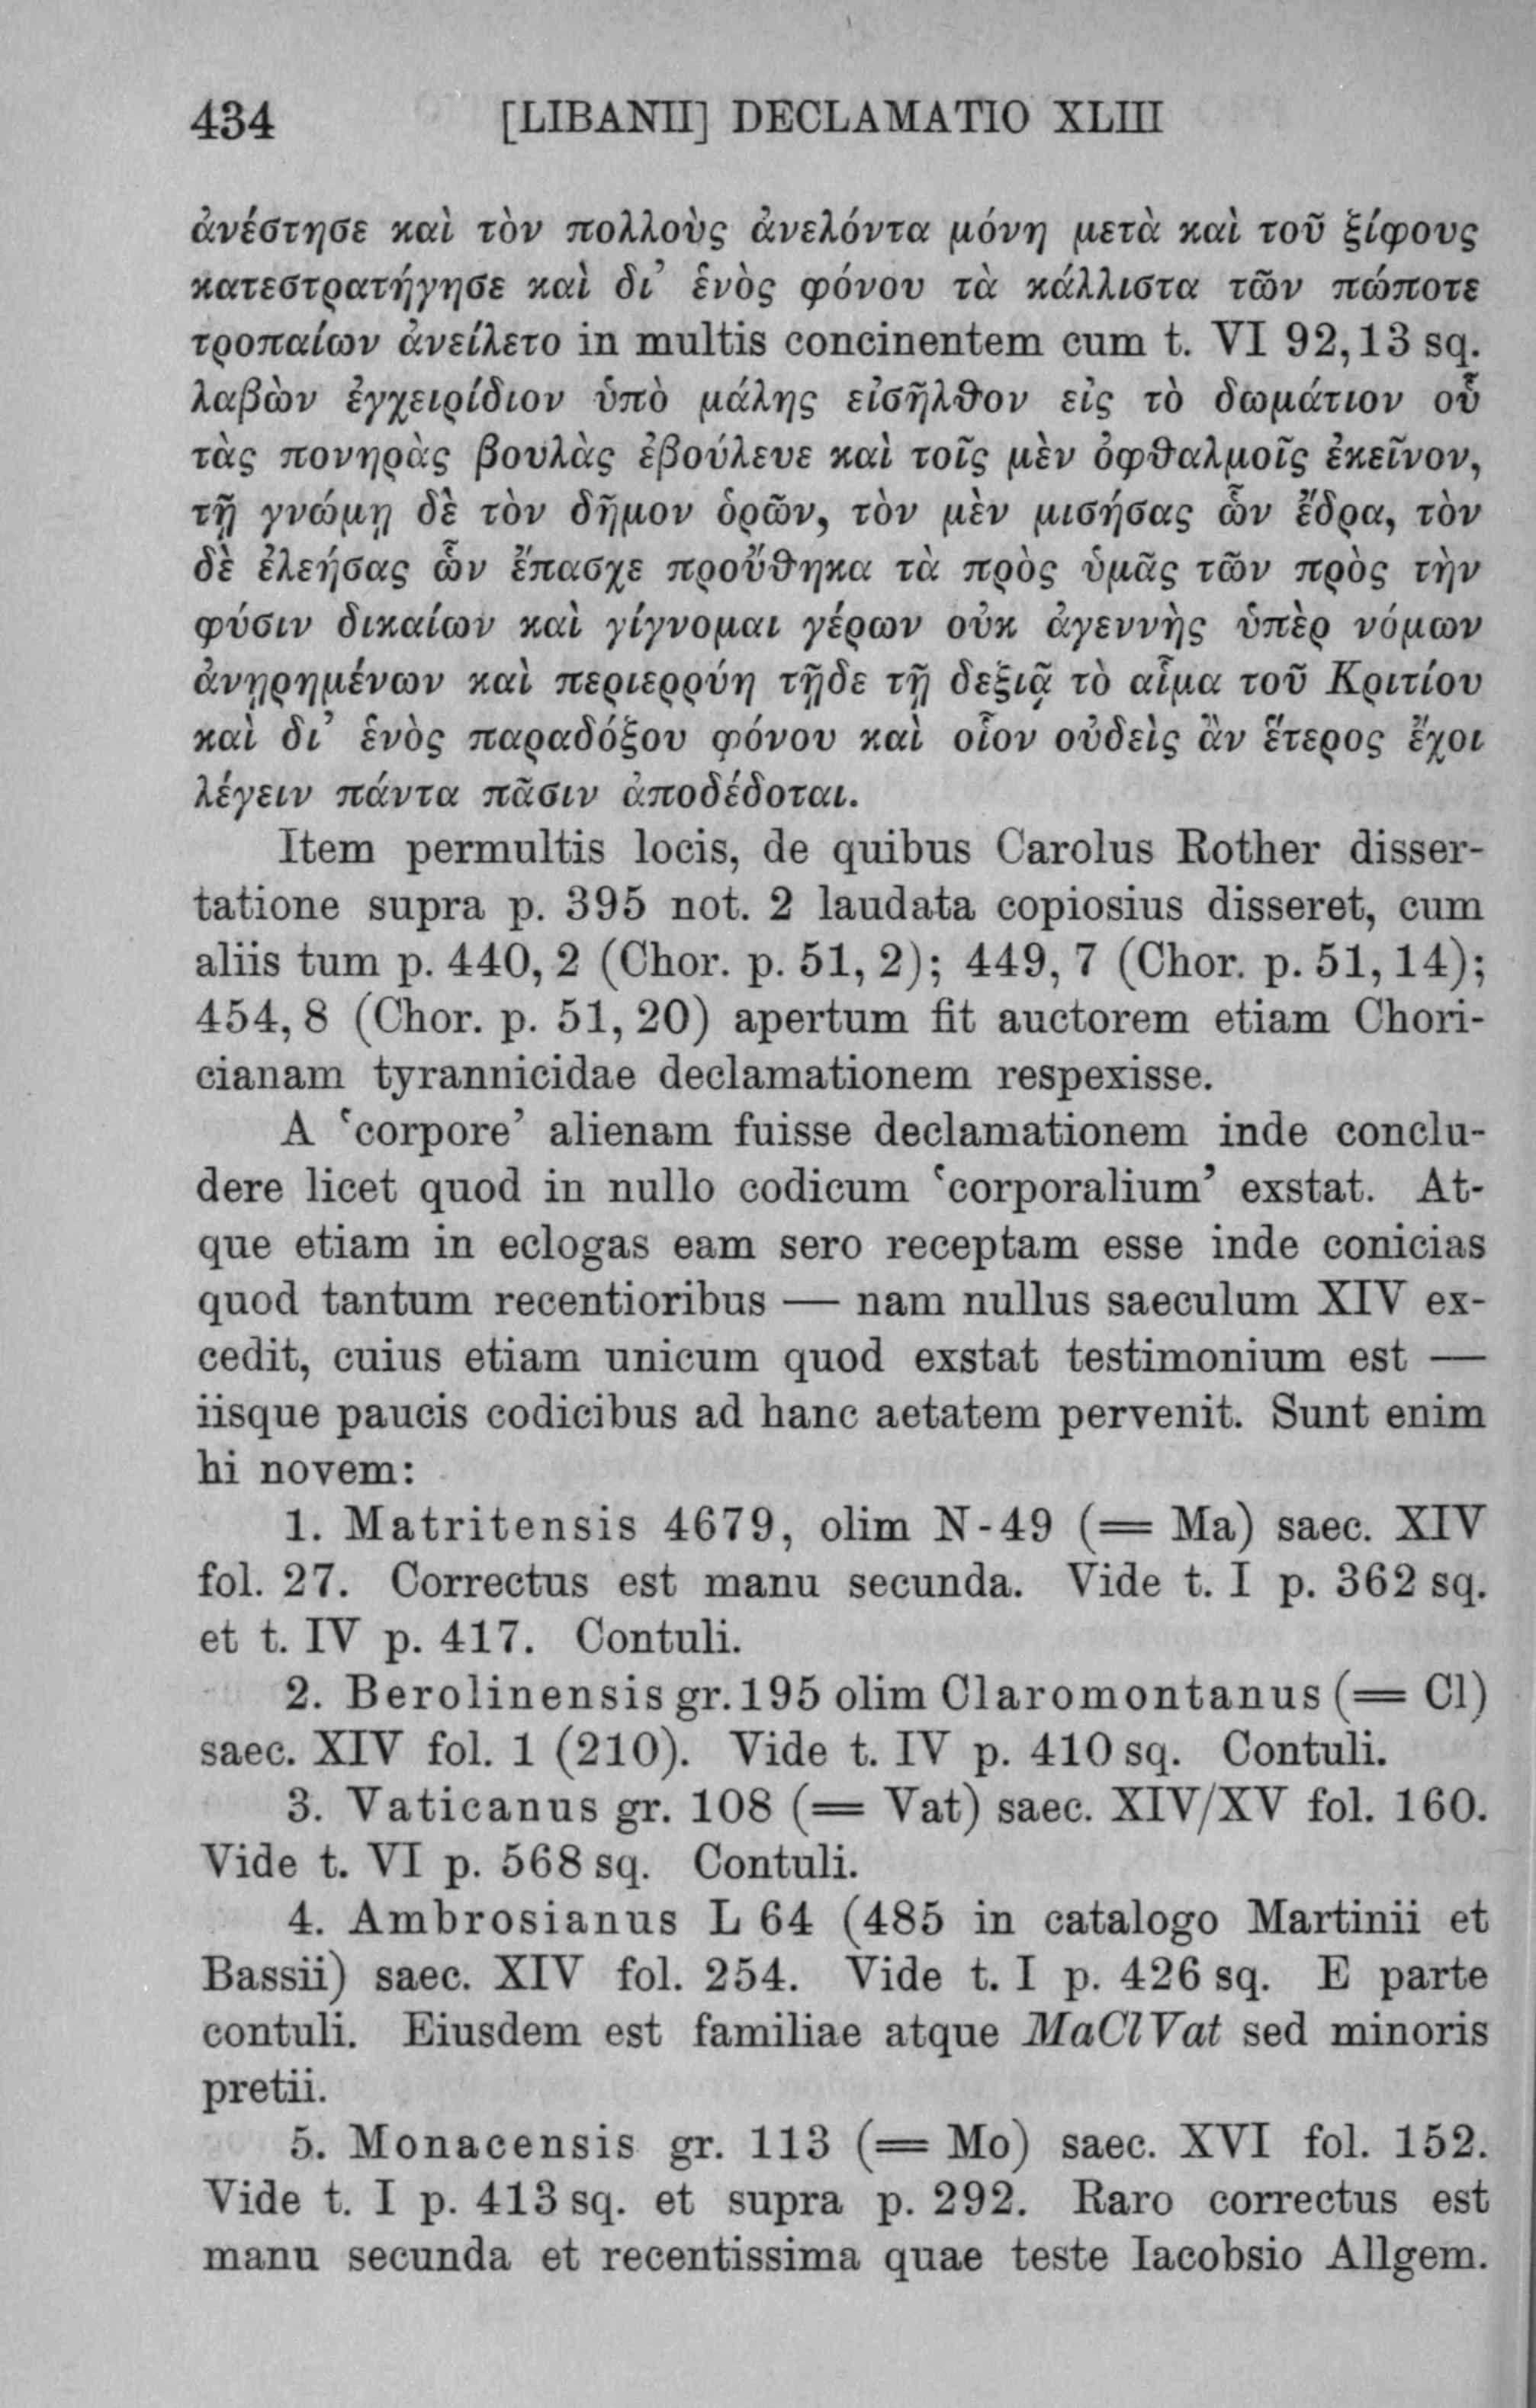 434 [LIBANII] DECLAMATIO XLIII
ἀνέστησε καὶ τὸν πολλοὺς ἀνελόντα μόνη μετὰ καὶ τοῦ ξίφους
κατεστρατήγησε καὶ δι’ ἑνὸς φόνου τὰ κάλλιστα τῶν πώποτε
τροπαίων ἀνείλετο in multis concinentem cum t. VI 92,13 sq.
λαβὼν ἐγχειρίδιον ὑπὸ μάλης εἰσῆλθον εἰς τὸ δωμάτιον οὗ
τὰς πονηρὰς βουλὰς ἐβούλευε καὶ τοῖς μὲν ὀφθαλμοῖς ἐκεῖνον,
τῇ γνώμῃ δὲ τὸν δῆμον ὁρῶν, τὸν μὲν μισήσας ὧν ἔδρα, τὸν
δὲ ἐλεήσας ὧν ἔπασχε προὔθηκα τὰ πρὸς ὑμᾶς τῶν πρὸς τὴν
φύσιν δικαίων καὶ γίγνομαι γέρων οὐκ ἀγεννὴς ὑπὲρ νόμων
ἀνῃρημένων καὶ περιερρύη τῇδε τῇ δεξιᾷ τὸ αἷμα τοῦ Κριτίου
καὶ δι’ ἑνὸς παραδόξου φόνου καὶ οἷον οὐδεὶς ἂν ἕτερος ἔχοι
λέγειν πάντα πᾶσιν ἀποδέδοται.
Item permultis locis, de quibus Carolus Rother disser-
tatione supra p. 395 not. 2 laudata copiosius disseret, cum
aliis tum p. 440, 2 (Chor. p. 51, 2); 449, 7 (Chor. p. 51, 14);
454, 8 (Chor. p. 51, 20) apertum fit auctorem etiam Chori-
cianam tyrannicidae declamationem respexisse.
A ‘corpore’ alienam fuisse declamationem inde conclu-
dere licet quod in nullo codicum ‘corporalium’ exstat. At-
que etiam in eclogas eam sero receptam esse inde conicias
quod tantum recentioribus — nam nullus saeculum XIV ex-
cedit, cuius etiam unicum quod exstat testimonium est —
iisque paucis codicibus ad hanc aetatem pervenit. Sunt enim
hi novem:
1. Matritensis 4679, olim N-49 (= Ma) saec. XIV
fol. 27. Correctus est manu secunda. Vide t. I p. 362 sq.
et t. IV p. 417. Contuli.
2. Berolinensis gr. 195 olim Claromontanus (= Cl)
saec. XIV fol. 1 (210). Vide t. IV p. 410 sq. Contuli.
3. Vaticanus gr. 108 (= Vat) saec. XIV/XV fol. 160.
Vide t. VI p. 568 sq. Contuli.
4. Ambrosianus L 64 (485 in catalogo Martinii et
Bassii) saec. XIV fol. 254. Vide t. I p. 426 sq. E parte
contuli. Eiusdem est familiae atque MaClVat sed minoris
pretii.
5. Monacensis gr. 113 (= Mo) saec. XVI fol. 152.
Vide t. I p. 413 sq. et supra p. 292. Raro correctus est
manu secunda et recentissima quae teste Iacobsio Allgem.